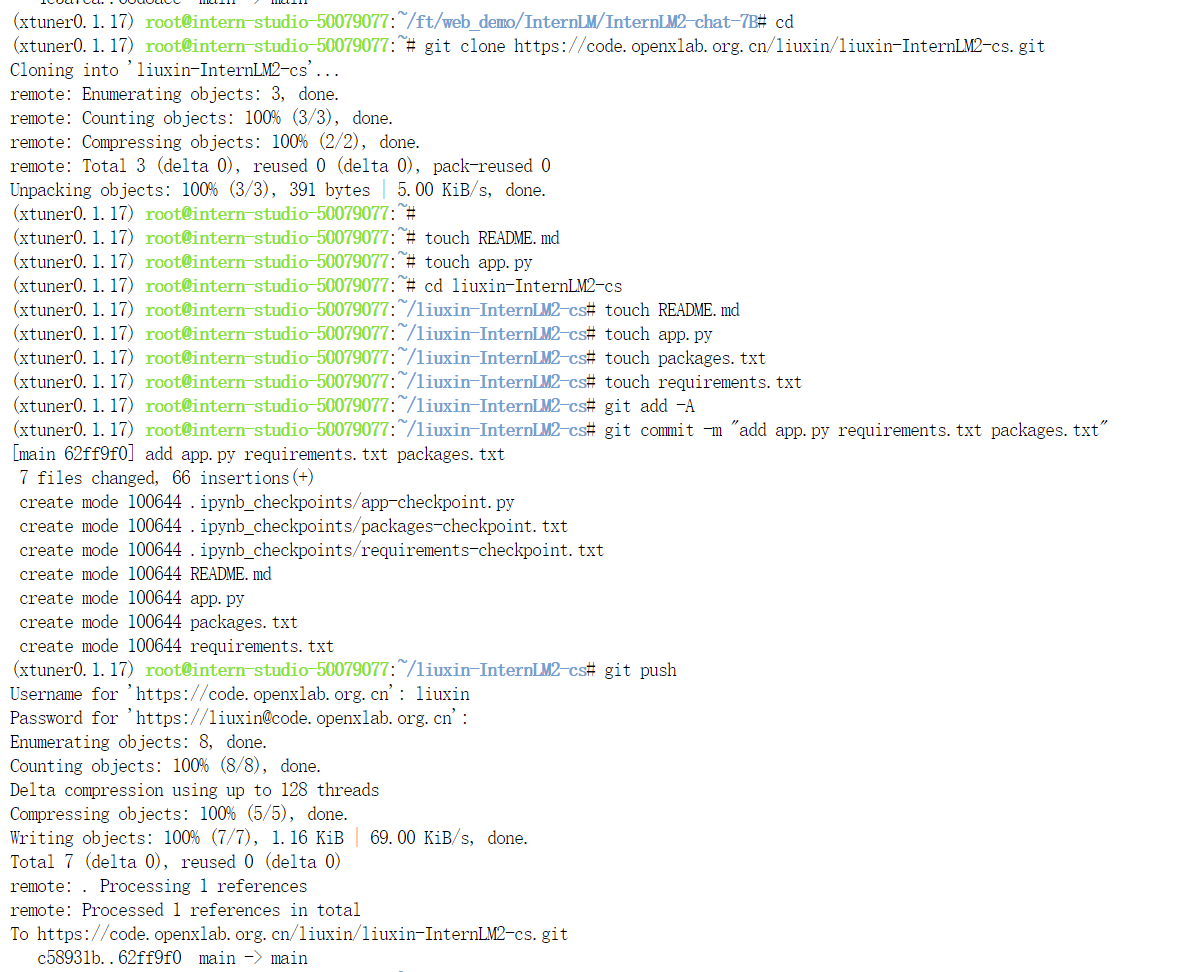 (xtuner0.1.17) root@intern-studio-50079077:~/ft/web_demo/InternLM/InternLM2-chat-7B# cd
(xtuner0.1.17) root@intern-studio-50079077:~# git clone https://code.openxlab.org.cn/liuxin/liuxin-InternLM2-cs.git
Cloning into 'liuxin-InternLM2-cs'...
remote: Enumerating objects: 3, done.
remote: Counting objects: 100% (3/3), done.
remote: Compressing objects: 100% (2/2), done.
remote: Total 3 (delta 0), reused 0 (delta 0), pack-reused 0
Unpacking objects: 100% (3/3), 391 bytes | 5.00 KiB/s, done.
(xtuner0.1.17) root@intern-studio-50079077:~#
(xtuner0.1.17) root@intern-studio-50079077:~# touch README.md
(xtuner0.1.17) root@intern-studio-50079077:~# touch app.py
(xtuner0.1.17) root@intern-studio-50079077:~# cd liuxin-InternLM2-cs
(xtuner0.1.17) root@intern-studio-50079077:~/liuxin-InternLM2-cs# touch README.md
(xtuner0.1.17) root@intern-studio-50079077:~/liuxin-InternLM2-cs# touch app.py
(xtuner0.1.17) root@intern-studio-50079077:~/liuxin-InternLM2-cs# touch packages.txt
(xtuner0.1.17) root@intern-studio-50079077:~/liuxin-InternLM2-cs# touch requirements.txt
(xtuner0.1.17) root@intern-studio-50079077:~/liuxin-InternLM2-cs# git add -A
(xtuner0.1.17) root@intern-studio-50079077:~/liuxin-InternLM2-cs# git commit -m "add app.py requirements.txt packages.txt"
[main 62ff9f0] add app.py requirements.txt packages.txt
 7 files changed, 66 insertions(+)
 create mode 100644 .ipynb_checkpoints/app-checkpoint.py
 create mode 100644 .ipynb_checkpoints/packages-checkpoint.txt
 create mode 100644 .ipynb_checkpoints/requirements-checkpoint.txt
 create mode 100644 README.md
 create mode 100644 app.py
 create mode 100644 packages.txt
 create mode 100644 requirements.txt
(xtuner0.1.17) root@intern-studio-50079077:~/liuxin-InternLM2-cs# git push
Username for 'https://code.openxlab.org.cn': liuxin
Password for 'https://liuxin@code.openxlab.org.cn':
Enumerating objects: 8, done.
Counting objects: 100% (8/8), done.
Delta compression using up to 128 threads
Compressing objects: 100% (5/5), done.
Writing objects: 100% (7/7), 1.16 KiB | 69.00 KiB/s, done.
Total 7 (delta 0), reused 0 (delta 0)
remote: . Processing 1 references
remote: Processed 1 references in total
To https://code.openxlab.org.cn/liuxin/liuxin-InternLM2-cs.git
   c58931b..62ff9f0  main -> main